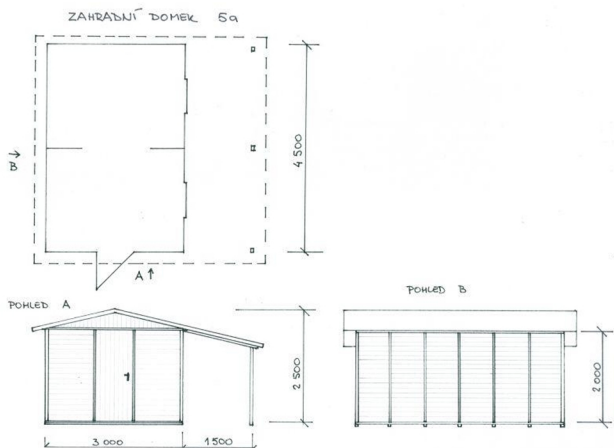 ZAHRADNÍ DOMEK 5a
4 500
B
A
POHLED A
POHLED B
2 500
2 000
3 000
1 500